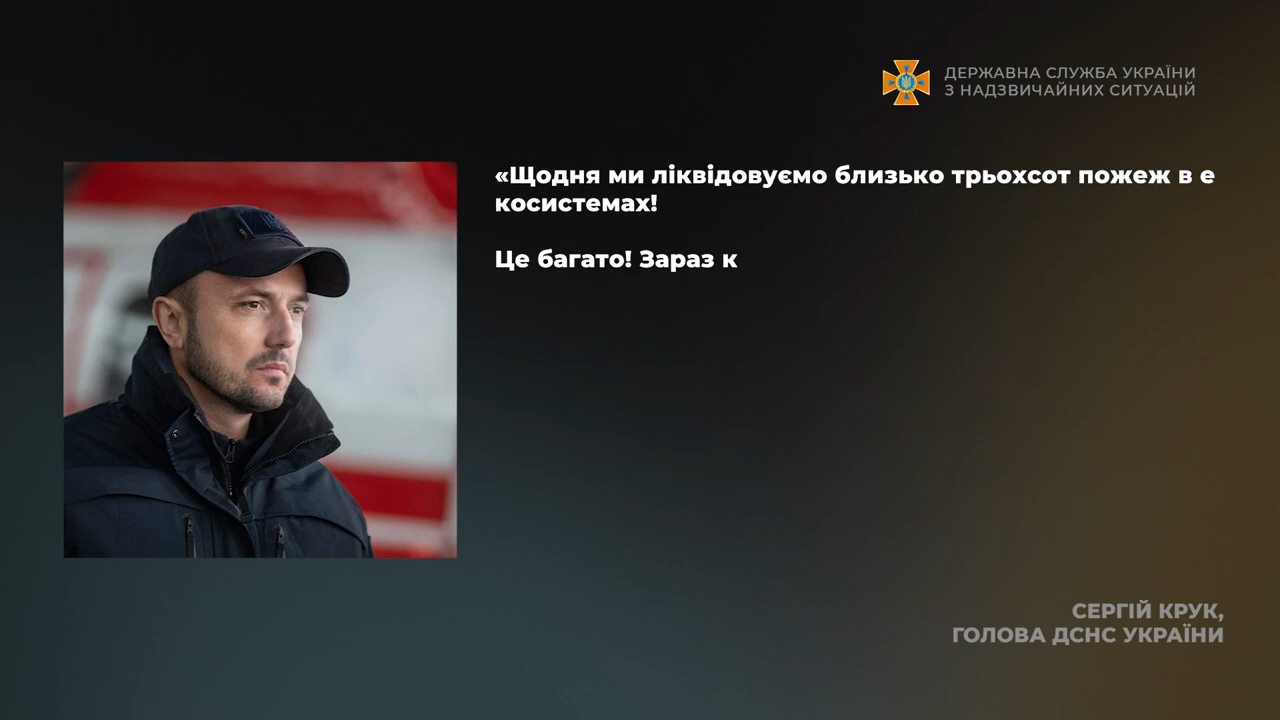 ДЕРЖАВНА СЛУЖБА УКРАЇНИ
З НАДЗВИЧАЙНИХ СИТУАЦІЙ
«Щодня ми ліквідовуємо близько трьохсот пожеж в е
косистемах!
Це багато! Зараз к
СЕРГІЙ КРУК,
ГОЛОВА ДСНС УКРАЇНИ